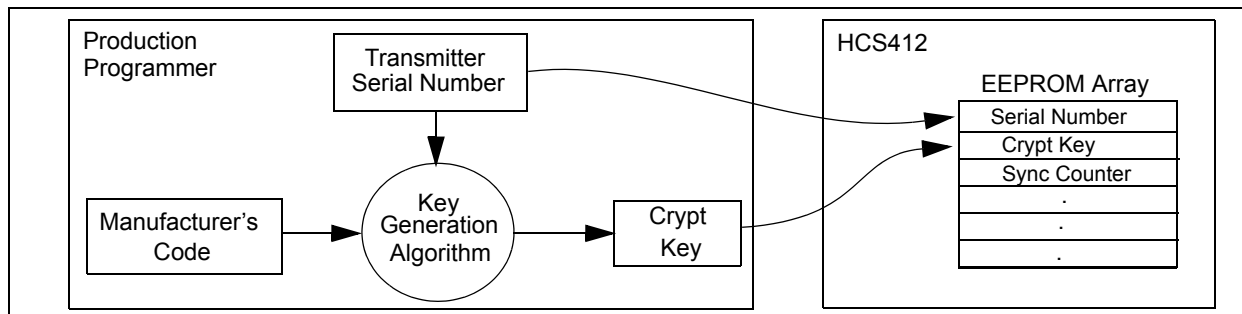 Production
Programmer
Transmitter
Serial Number
Manufacturer's
Code
Key
Generation
Algorithm
Crypt
Key
HCS412
EEPROM Array
Serial Number
Crypt Key
Sync Counter
.
.
.